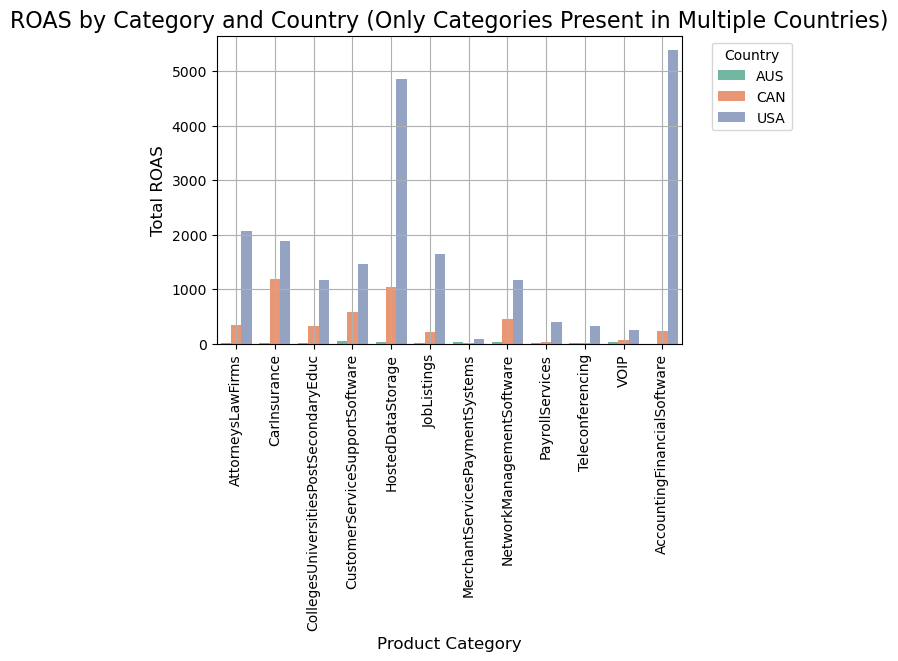 ROAS by Category and Country (Only Categories Present in Multiple Countries)
Country
AUS
CAN
USA
Total ROAS
5000
4000
3000
2000
1000
0
AttorneysLawFirms
CarInsurance
CollegesUniversitiesPostSecondaryEduc
CustomerServiceSupportSoftware
HostedDataStorage
JobListings
MerchantServicesPaymentSystems
NetworkManagementSoftware
PayrollServices
Teleconferencing
VOIP
AccountingFinancialSoftware
Product Category